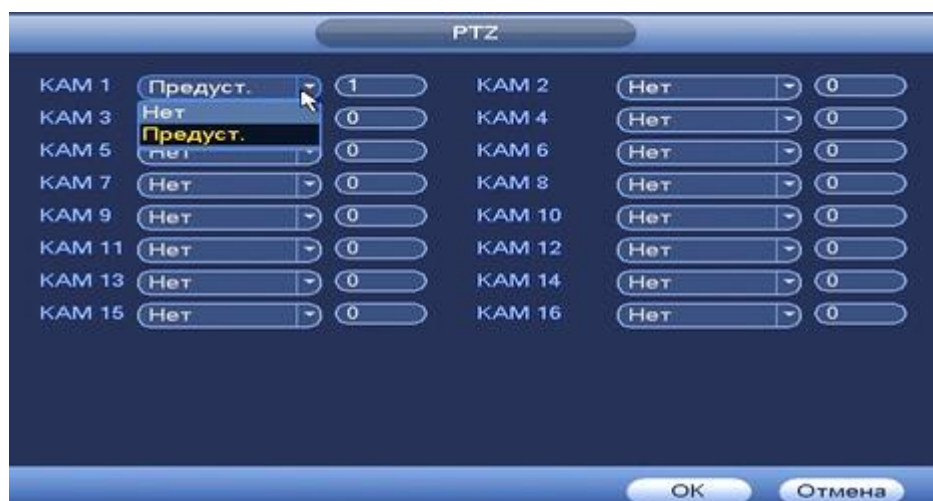 PTZ
КАМ 1 Предуст. 1 КАМ 2 Нет 0
Нет
КАМ 3 0 КАМ 4 Нет 0
Предуст.
КАМ 5 Нет 0 КАМ 6 Нет 0
КАМ 7 Нет 0 КАМ 8 Нет 0
КАМ 9 Нет 0 КАМ 10 Нет 0
КАМ 11 Нет 0 КАМ 12 Нет 0
КАМ 13 Нет 0 КАМ 14 Нет 0
КАМ 15 Нет 0 КАМ 16 Нет 0
OK Отмена